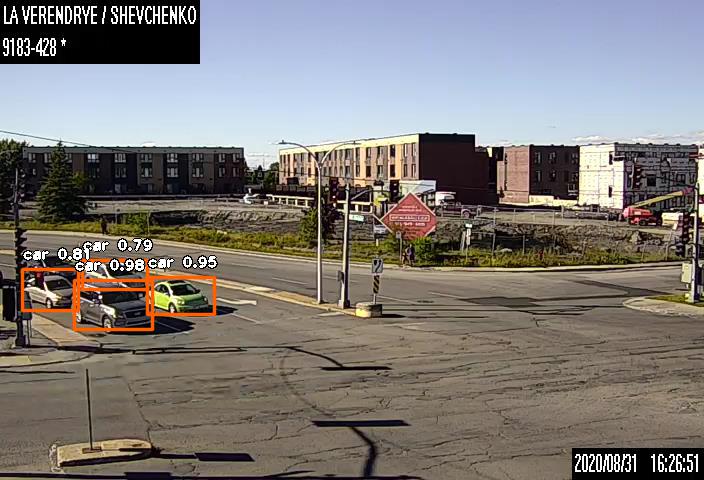 LA VERENDRYE / SHEVCHENKO
9183-428 *
car 0.79
car 0.81
car 0.98
car 0.95
2020/08/31 16:26:51